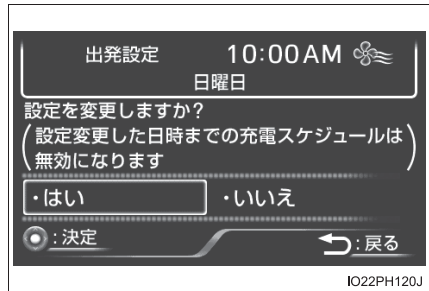 出発設定 10:00AM
日曜日
設定を変更しますか?
(設定変更した日時までの充電スケジュールは
無効になります)
・はい ・いいえ
:決定 :戻る
IO22PH120J